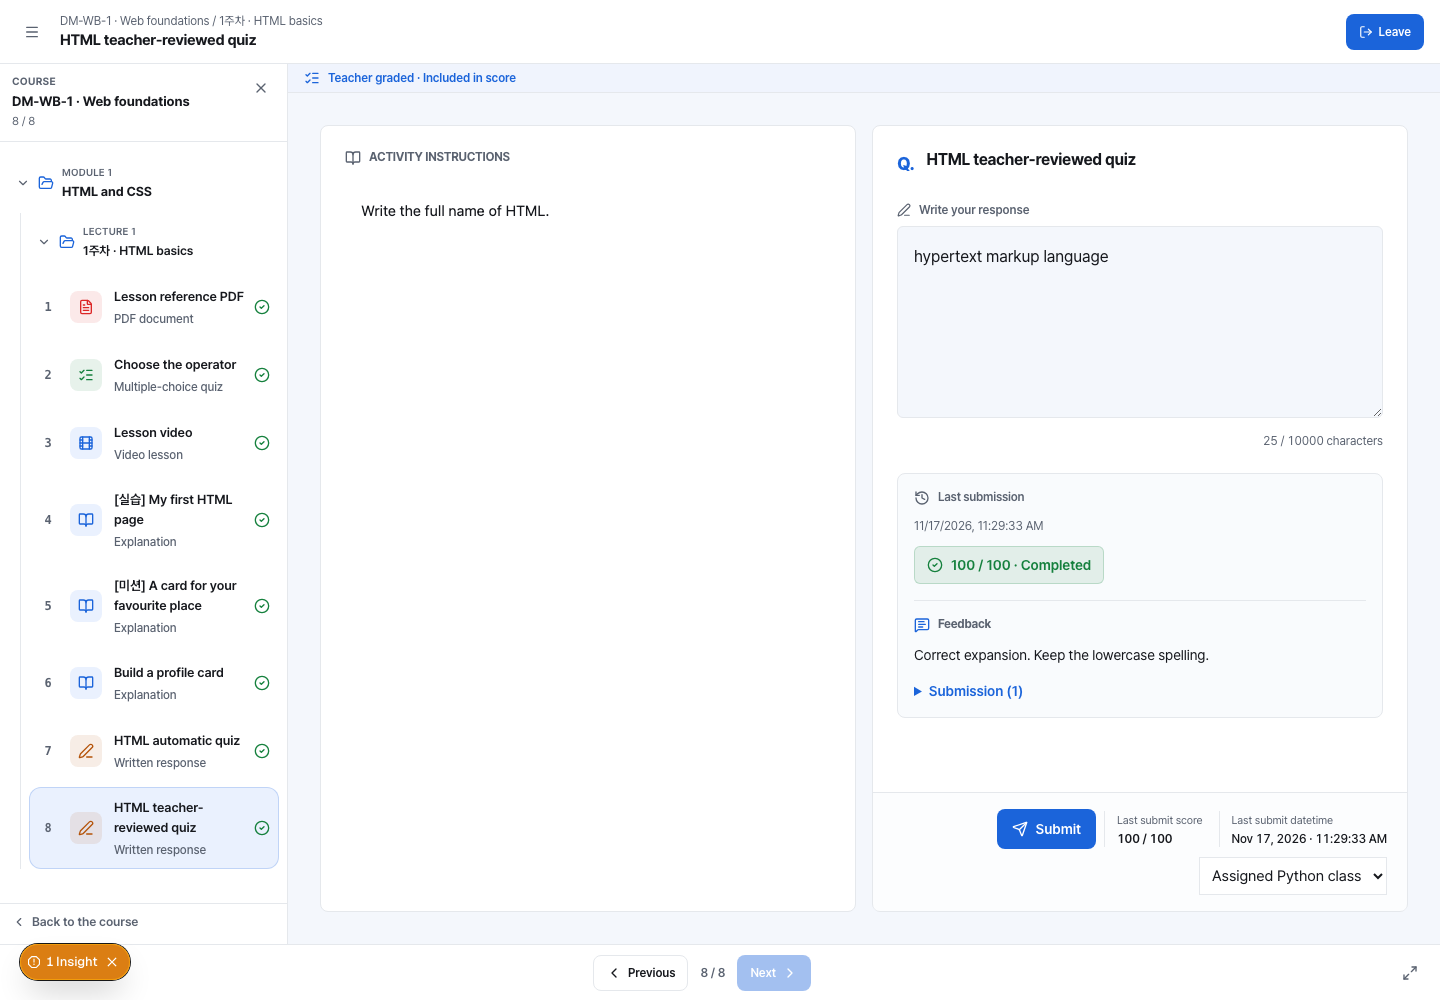 DM-WB-1 · Web foundations / 1주차 · HTML basics
HTML teacher-reviewed quiz
Leave
COURSE
DM-WB-1 · Web foundations
8 / 8
MODULE 1
HTML and CSS
LECTURE 1
1주차 · HTML basics
1
Lesson reference PDF
PDF document
2
Choose the operator
Multiple-choice quiz
3
Lesson video
Video lesson
4
[실습] My first HTML
page
Explanation
5
[미션] A card for your
favourite place
Explanation
6
Build a profile card
Explanation
7
HTML automatic quiz
Written response
8
HTML teacher-
reviewed quiz
Written response
Back to the course
1 Insight
Teacher graded · Included in score
ACTIVITY INSTRUCTIONS
Write the full name of HTML.
Q.
HTML teacher-reviewed quiz
Write your response
hypertext markup language
25 / 10000 characters
Last submission
11/17/2026, 11:29:33 AM
100 / 100 · Completed
Feedback
Correct expansion. Keep the lowercase spelling.
Submission (1)
Submit
Last submit score
100 / 100
Last submit datetime
Nov 17, 2026 · 11:29:33 AM
Assigned Python class
Previous
8 / 8
Next